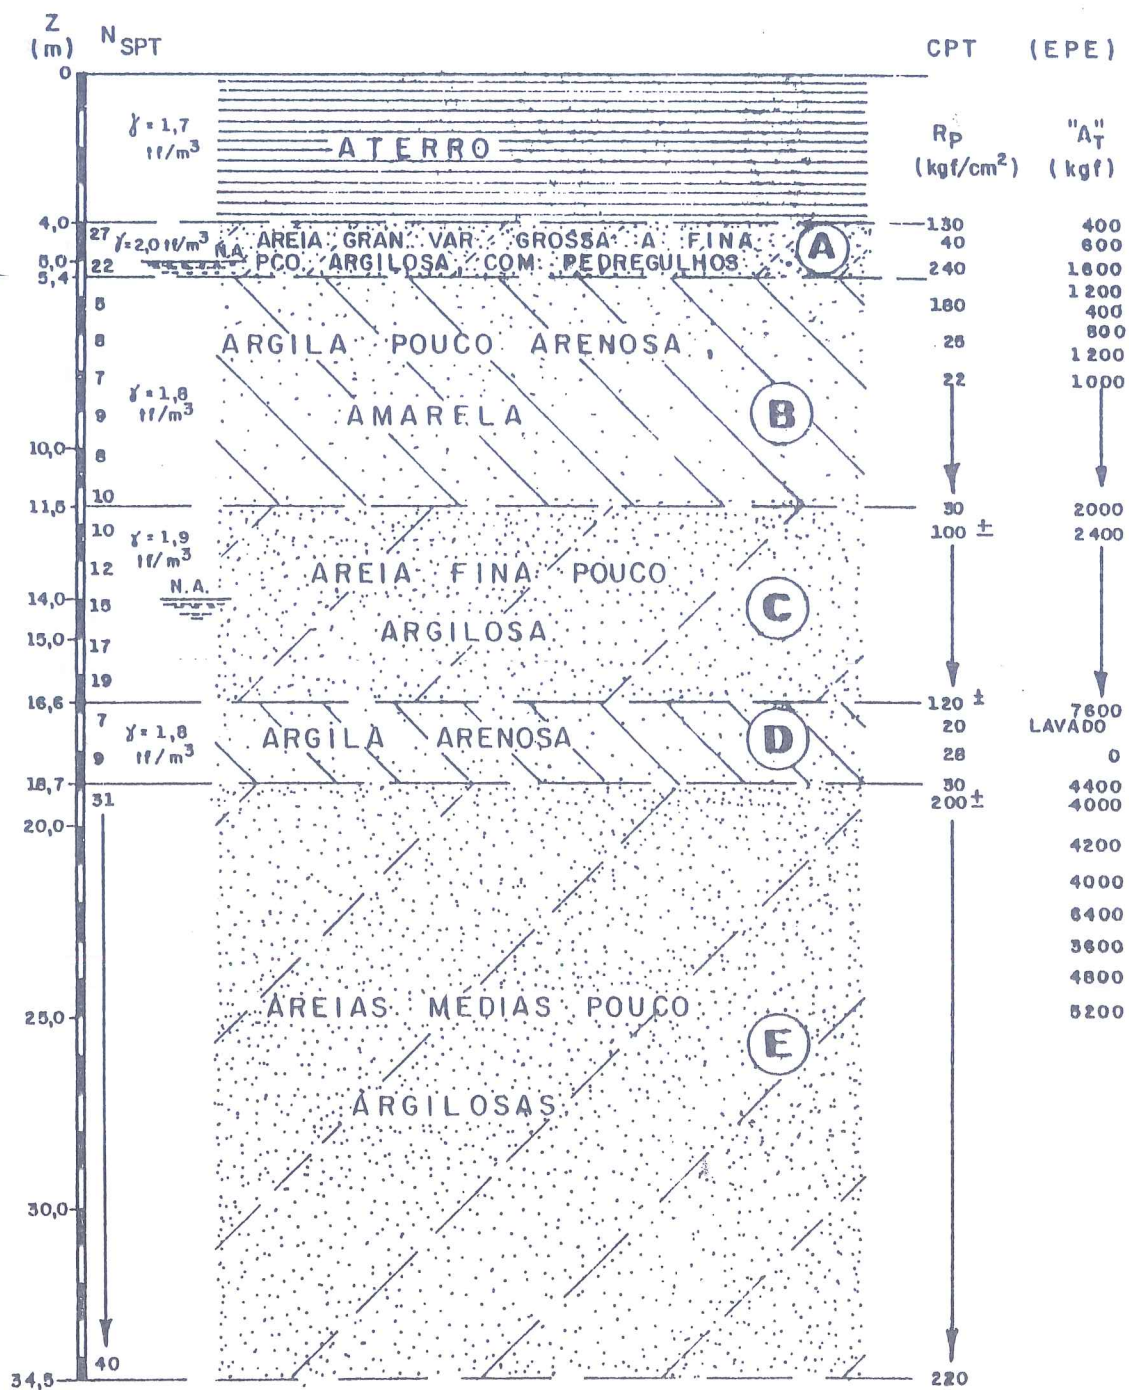 Z (m) N SPT CPT (EPE)
0
γ = 1,7 tf/m³
ATERRO
Rp (kgf/cm²) "A_T" (kgf)
4,0 130 400
27 γ=2,0 tf/m³ N.A. AREIA GRAN. VAR. GROSSA A FINA A 40 600
5,0 22 PCO. ARGILOSA, COM PEDREGULHOS 240 1600
5,4 1200
5 180 400
8 ARGILA POUCO ARENOSA, 25 800
1200
7 22 1000
γ = 1,8 tf/m³
9 AMARELA B
10,0
8
10
11,5 30 2000
10 γ = 1,9 tf/m³ 100 ± 2400
12 AREIA FINA POUCO
N.A.
14,0 15 C
15,0 ARGILOSA
17
19
16,6 120 ± 7600
7 γ = 1,8 tf/m³ ARGILA ARENOSA D 20 LAVADO
9 28 0
18,7 30 4400
31 200 ± 4000
20,0 4200
4000
6400
3600
4800
25,0 AREIAS MEDIAS POUCO E 5200
ARGILOSAS
30,0
40
34,5 220